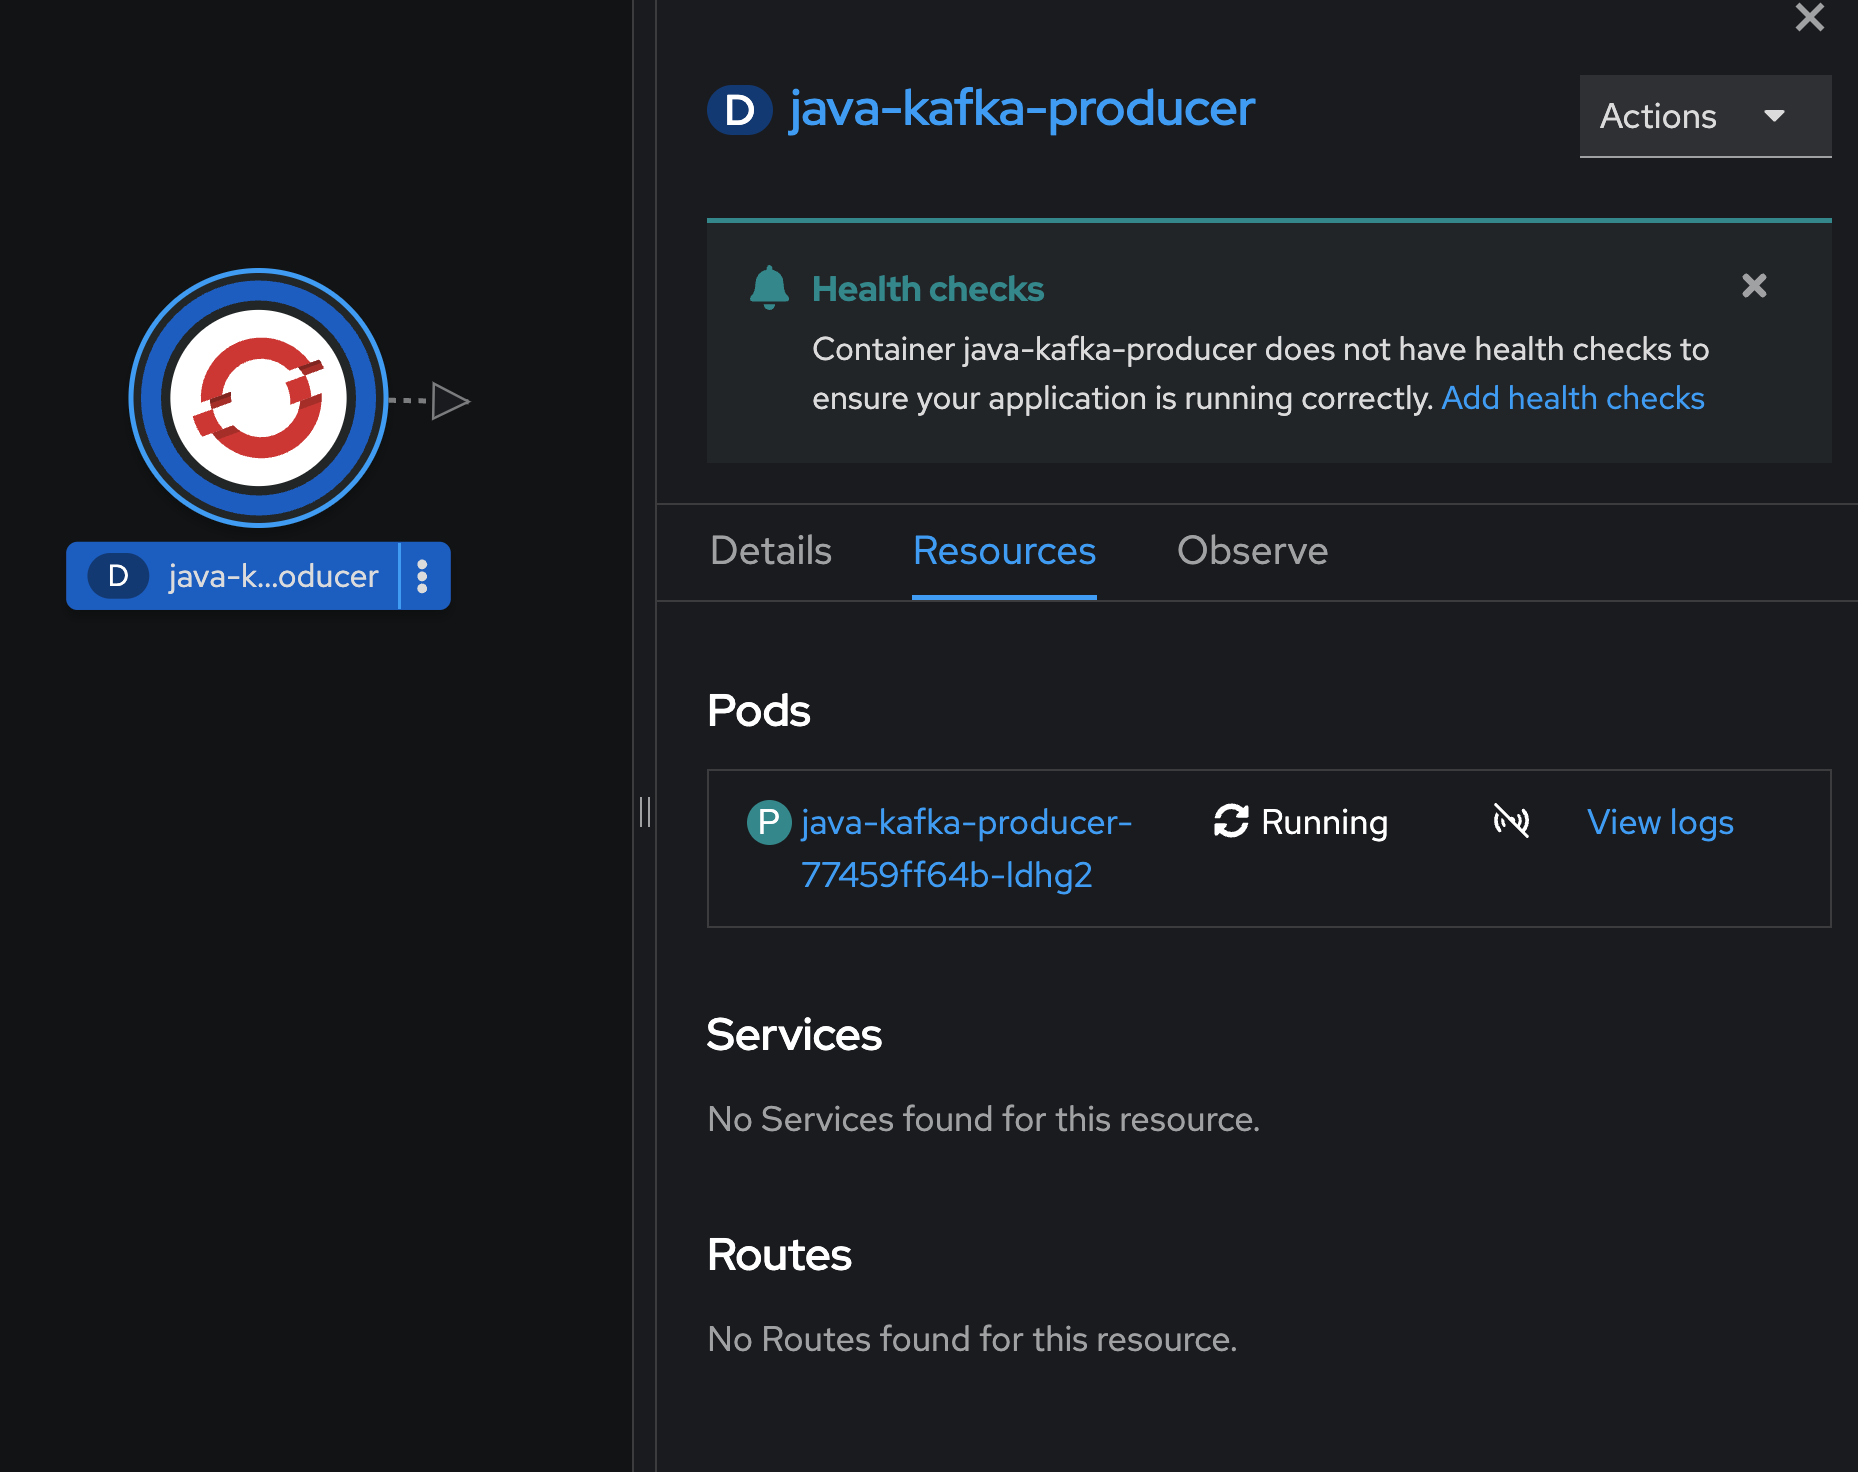 D java-kafka-producer
Actions
Health checks
Container java-kafka-producer does not have health checks to
ensure your application is running correctly. Add health checks
D java-k...oducer
Details Resources Observe
Pods
P java-kafka-producer- Running View logs
77459ff64b-ldhg2
Services
No Services found for this resource.
Routes
No Routes found for this resource.